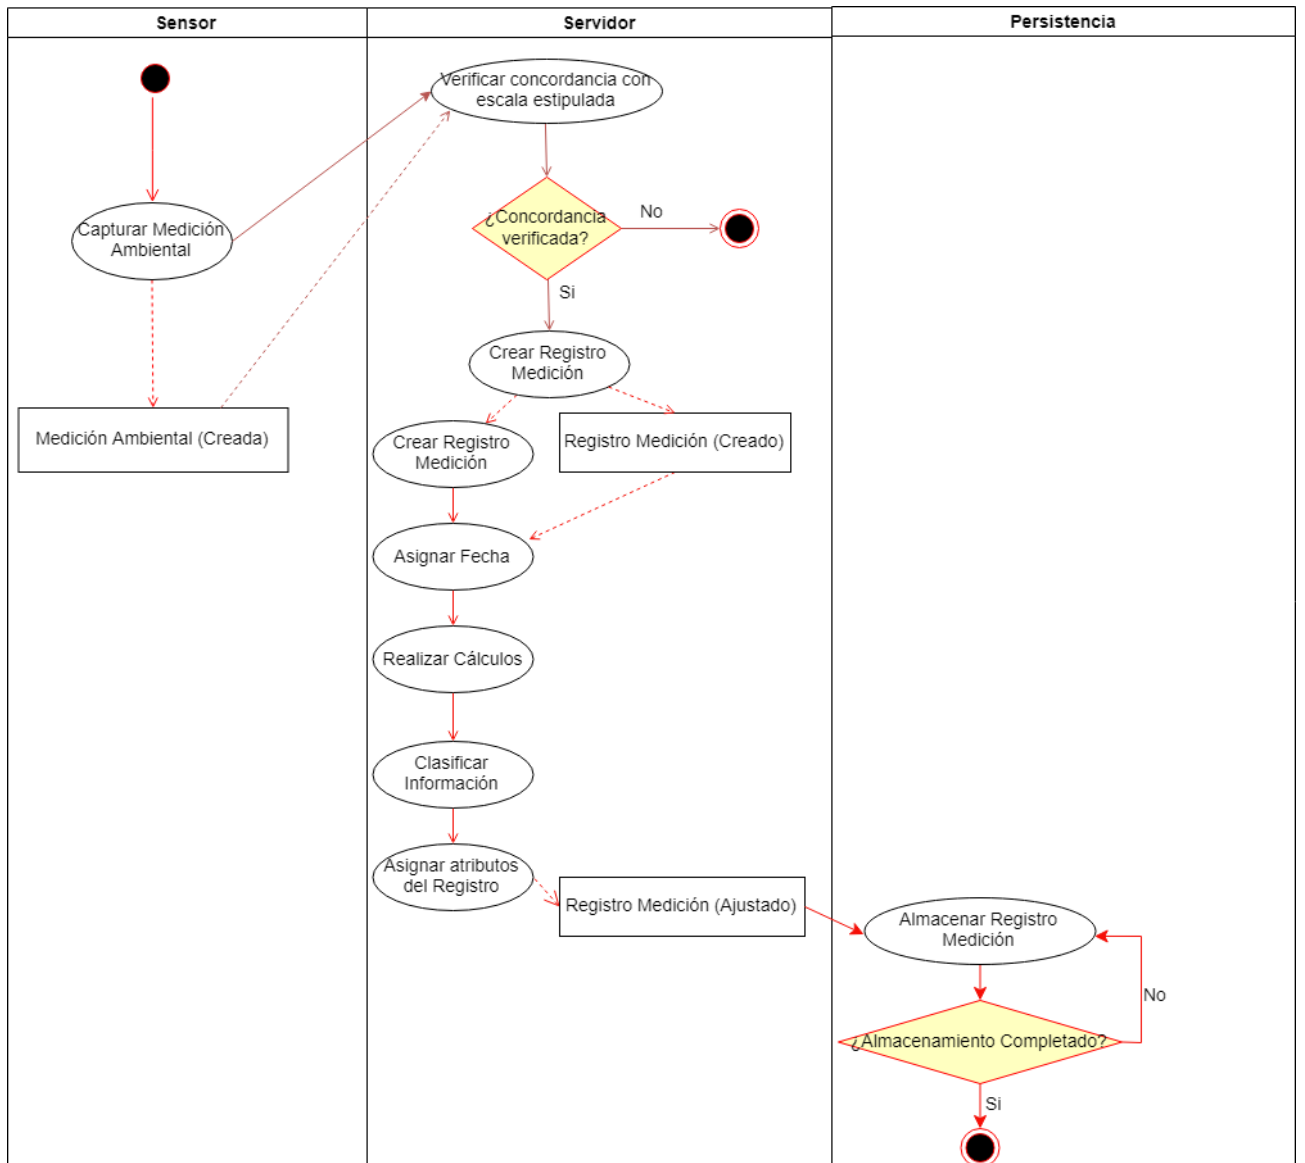 Sensor
Servidor
Persistencia
Verificar concordancia con
escala estipulada
Capturar Medición
Ambiental
¿Concordancia
verificada?
No
Si
Crear Registro
Medición
Medición Ambiental (Creada)
Crear Registro
Medición
Registro Medición (Creado)
Asignar Fecha
Realizar Cálculos
Clasificar
Información
Asignar atributos
del Registro
Registro Medición (Ajustado)
Almacenar Registro
Medición
No
¿Almacenamiento Completado?
Si